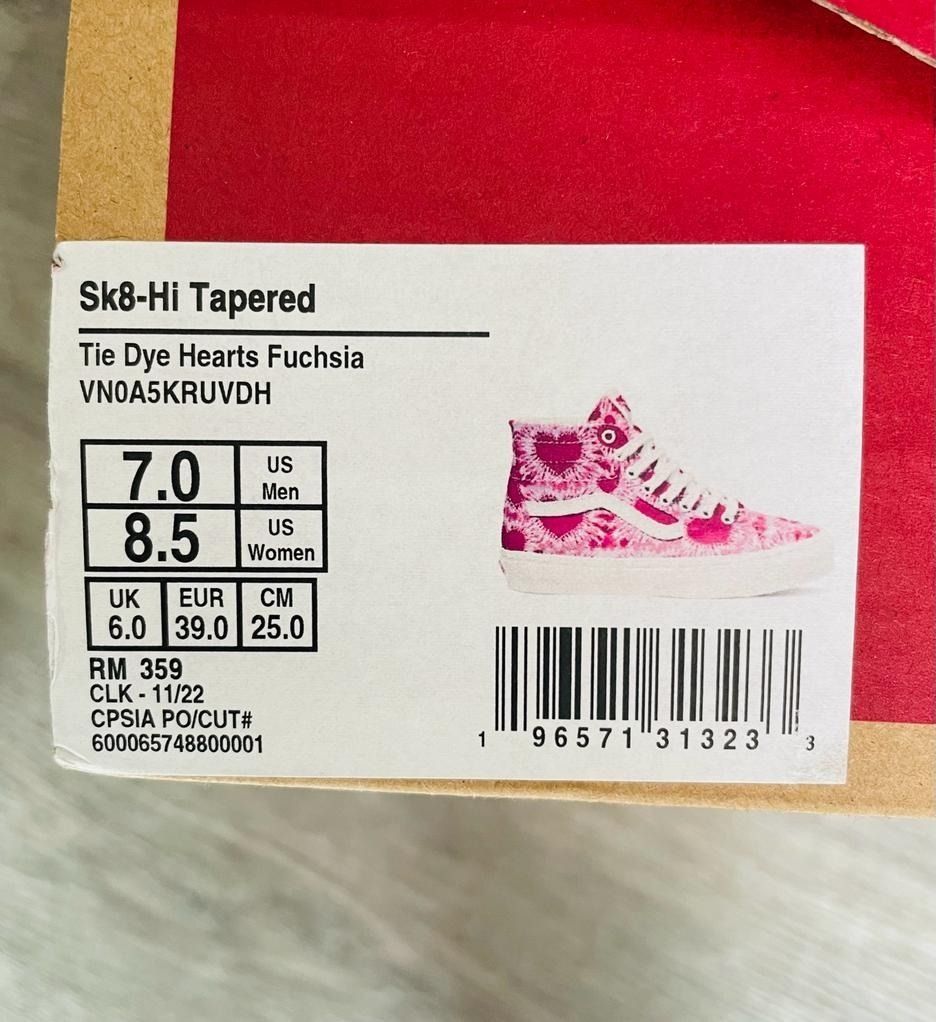 Sk8-Hi Tapered
Tie Dye Hearts Fuchsia
VN0A5KRUVDH
7.0 US Men
8.5 US Women
UK EUR CM
6.0 39.0 25.0
RM 359
CLK - 11/22
CPSIA PO/CUT#
600065748800001
1 96571 31323 3